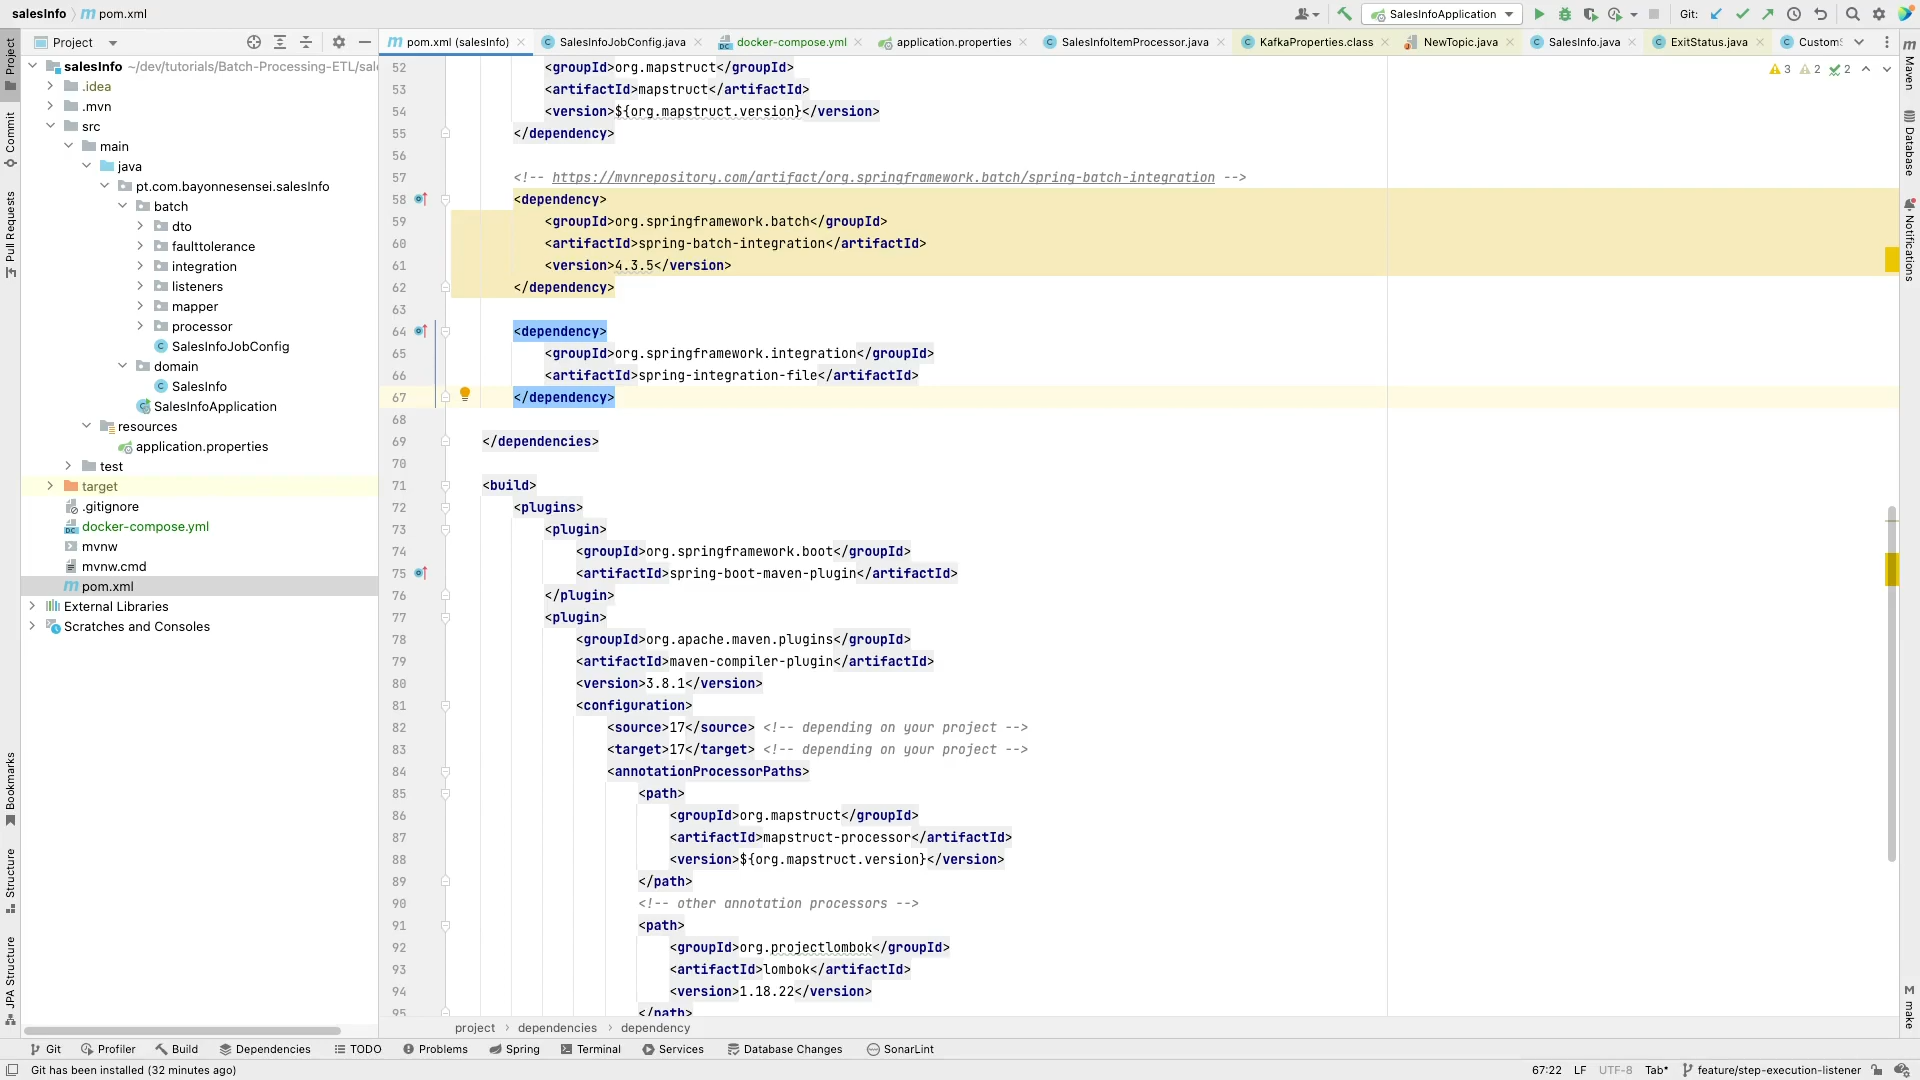 salesInfo pom.xml SalesInfoApplication Git:
Project
pom.xml (salesInfo) SalesInfoJobConfig.java docker-compose.yml application.properties SalesInfoItemProcessor.java KafkaProperties.class NewTopic.java SalesInfo.java ExitStatus.java Custom
3 2 2
salesInfo ~/dev/tutorials/Batch-Processing-ETL/sal
.idea
.mvn
src
main
java
pt.com.bayonnesensei.salesInfo
batch
dto
faulttolerance
integration
listeners
mapper
processor
SalesInfoJobConfig
domain
SalesInfo
SalesInfoApplication
resources
application.properties
test
target
.gitignore
docker-compose.yml
mvnw
mvnw.cmd
pom.xml
External Libraries
Scratches and Consoles
52 <groupId>org.mapstruct</groupId>
53 <artifactId>mapstruct</artifactId>
54 <version>${org.mapstruct.version}</version>
55 </dependency>
56
57 <!-- https://mvnrepository.com/artifact/org.springframework.batch/spring-batch-integration -->
58 <dependency>
59 <groupId>org.springframework.batch</groupId>
60 <artifactId>spring-batch-integration</artifactId>
61 <version>4.3.5</version>
62 </dependency>
63
64 <dependency>
65 <groupId>org.springframework.integration</groupId>
66 <artifactId>spring-integration-file</artifactId>
67 </dependency>
68
69 </dependencies>
70
71 <build>
72 <plugins>
73 <plugin>
74 <groupId>org.springframework.boot</groupId>
75 <artifactId>spring-boot-maven-plugin</artifactId>
76 </plugin>
77 <plugin>
78 <groupId>org.apache.maven.plugins</groupId>
79 <artifactId>maven-compiler-plugin</artifactId>
80 <version>3.8.1</version>
81 <configuration>
82 <source>17</source> <!-- depending on your project -->
83 <target>17</target> <!-- depending on your project -->
84 <annotationProcessorPaths>
85 <path>
86 <groupId>org.mapstruct</groupId>
87 <artifactId>mapstruct-processor</artifactId>
88 <version>${org.mapstruct.version}</version>
89 </path>
90 <!-- other annotation processors -->
91 <path>
92 <groupId>org.projectlombok</groupId>
93 <artifactId>lombok</artifactId>
94 <version>1.18.22</version>
95 </path>
project dependencies dependency
Project
Commit
Pull Requests
Bookmarks
Structure
JPA Structure
Maven
Database
Notifications
make
Git Profiler Build Dependencies TODO Problems Spring Terminal Services Database Changes SonarLint
Git has been installed (32 minutes ago) 67:22 LF UTF-8 Tab* feature/step-execution-listener